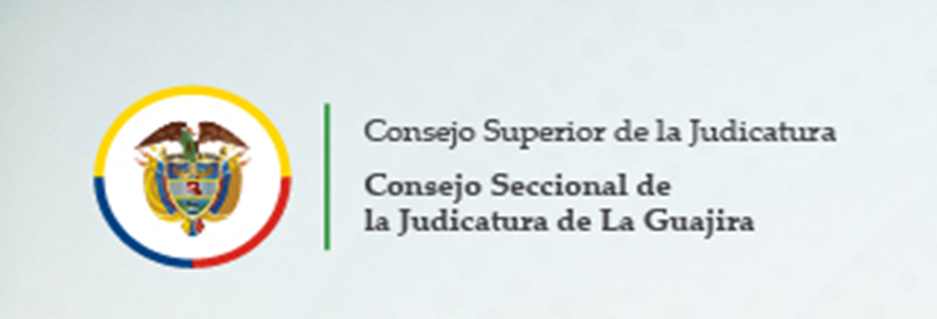 Consejo Superior de la Judicatura
Consejo Seccional de
la Judicatura de La Guajira